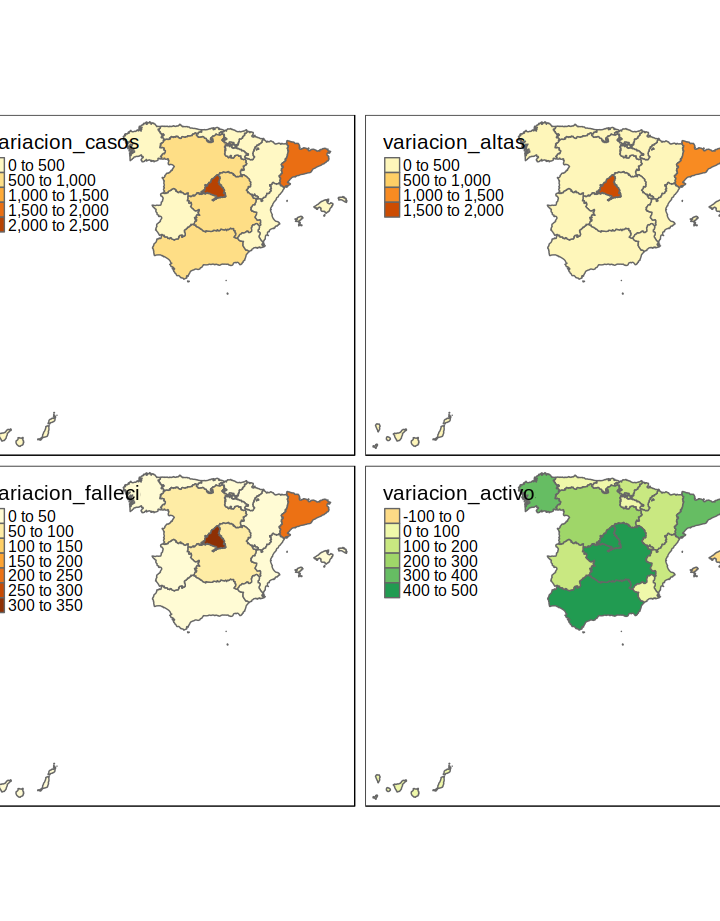 ariacion_casos
0 to 500
500 to 1,000
1,000 to 1,500
1,500 to 2,000
2,000 to 2,500
variacion_altas
0 to 500
500 to 1,000
1,000 to 1,500
1,500 to 2,000
ariacion_falleci
0 to 50
50 to 100
100 to 150
150 to 200
200 to 250
250 to 300
300 to 350
variacion_activo
-100 to 0
0 to 100
100 to 200
200 to 300
300 to 400
400 to 500